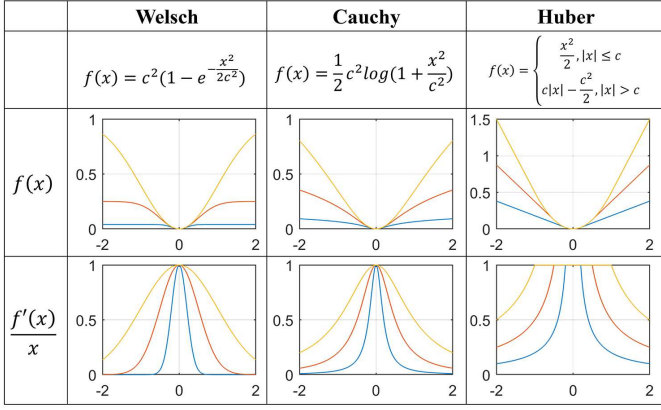 Welsch Cauchy Huber
f(x) = c²(1 − e^{−x²/2c²}) f(x) = 1/2 c²log(1 + x²/c²) f(x) = { x²/2, |x| ≤ c
c|x| − c²/2, |x| > c
f(x)
1 0.5 0 -2 0 2
1 0.5 0 -2 0 2
1.5 1 0.5 0 -2 0 2
f'(x)/x
1 0.5 0 -2 0 2
1 0.5 0 -2 0 2
1 0.5 0 -2 0 2